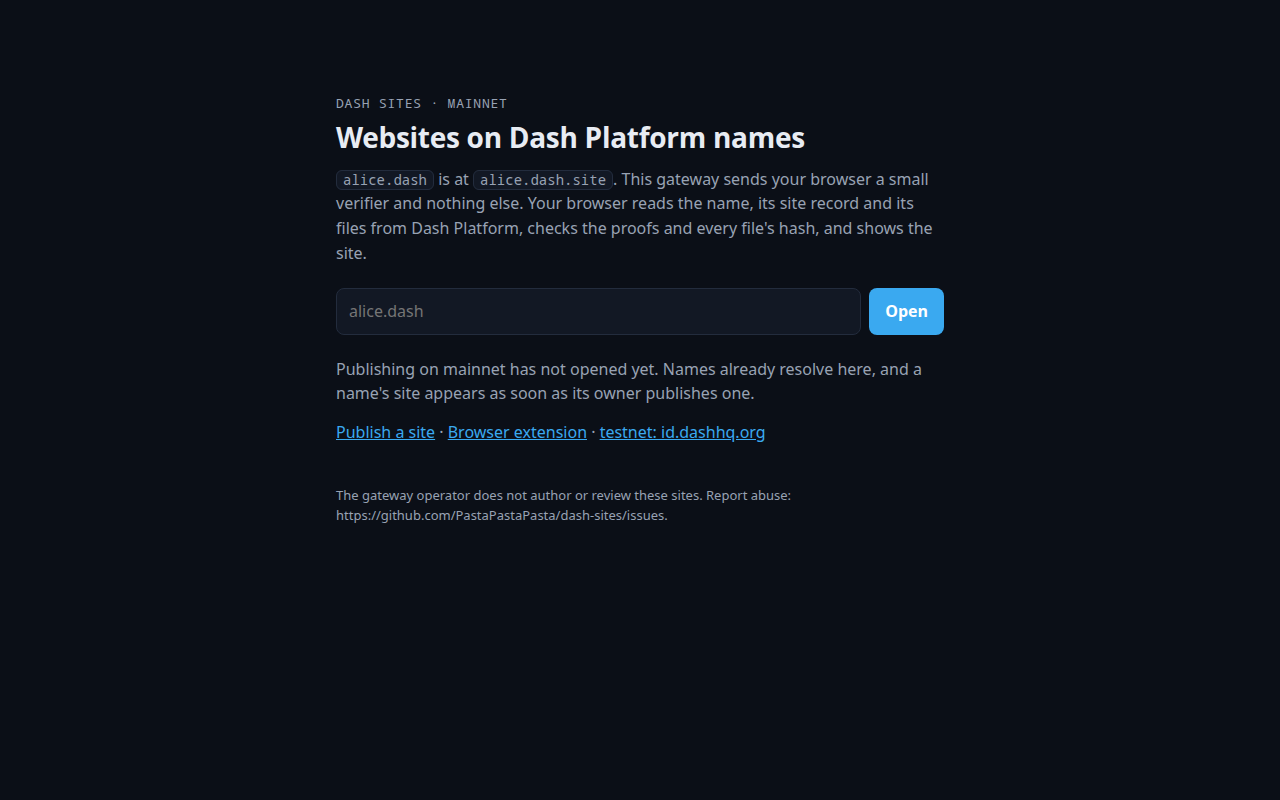 DASH SITES · MAINNET
Websites on Dash Platform names
alice.dash is at alice.dash.site. This gateway sends your browser a small
verifier and nothing else. Your browser reads the name, its site record and its
files from Dash Platform, checks the proofs and every file's hash, and shows the
site.
alice.dash Open
Publishing on mainnet has not opened yet. Names already resolve here, and a
name's site appears as soon as its owner publishes one.
Publish a site · Browser extension · testnet: id.dashhq.org
The gateway operator does not author or review these sites. Report abuse:
https://github.com/PastaPastaPasta/dash-sites/issues.